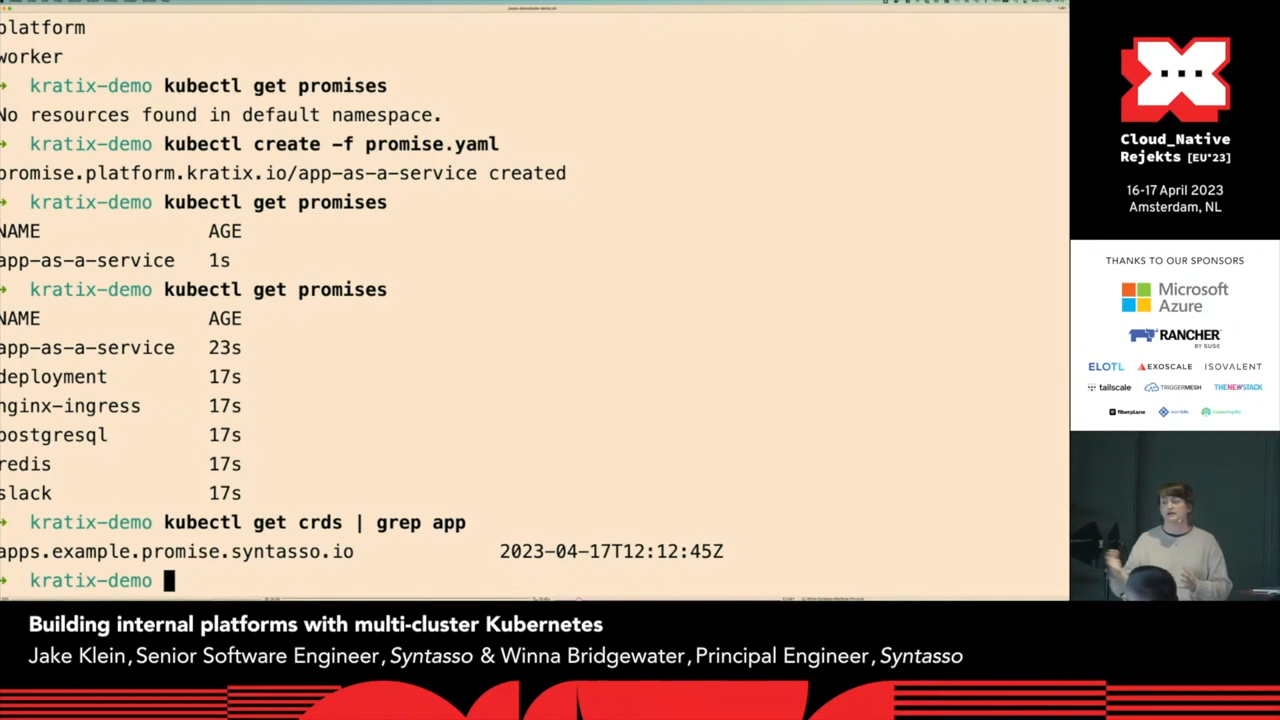 platform
worker
kratix-demo kubectl get promises
No resources found in default namespace.
kratix-demo kubectl create -f promise.yaml
promise.platform.kratix.io/app-as-a-service created
kratix-demo kubectl get promises
NAME AGE
app-as-a-service 1s
kratix-demo kubectl get promises
NAME AGE
app-as-a-service 23s
deployment 17s
nginx-ingress 17s
postgresql 17s
redis 17s
slack 17s
kratix-demo kubectl get crds | grep app
apps.example.promise.syntasso.io 2023-04-17T12:12:45Z
kratix-demo
Cloud_Native
Rejekts [EU'23]
16-17 April 2023
Amsterdam, NL
THANKS TO OUR SPONSORS
Microsoft
Azure
RANCHER
BY SUSE
ELOTL EXOSCALE ISOVALENT
tailscale TRIGGERMESH THENEWSTACK
fiberplane
Building internal platforms with multi-cluster Kubernetes
Jake Klein, Senior Software Engineer, Syntasso & Winna Bridgewater, Principal Engineer, Syntasso